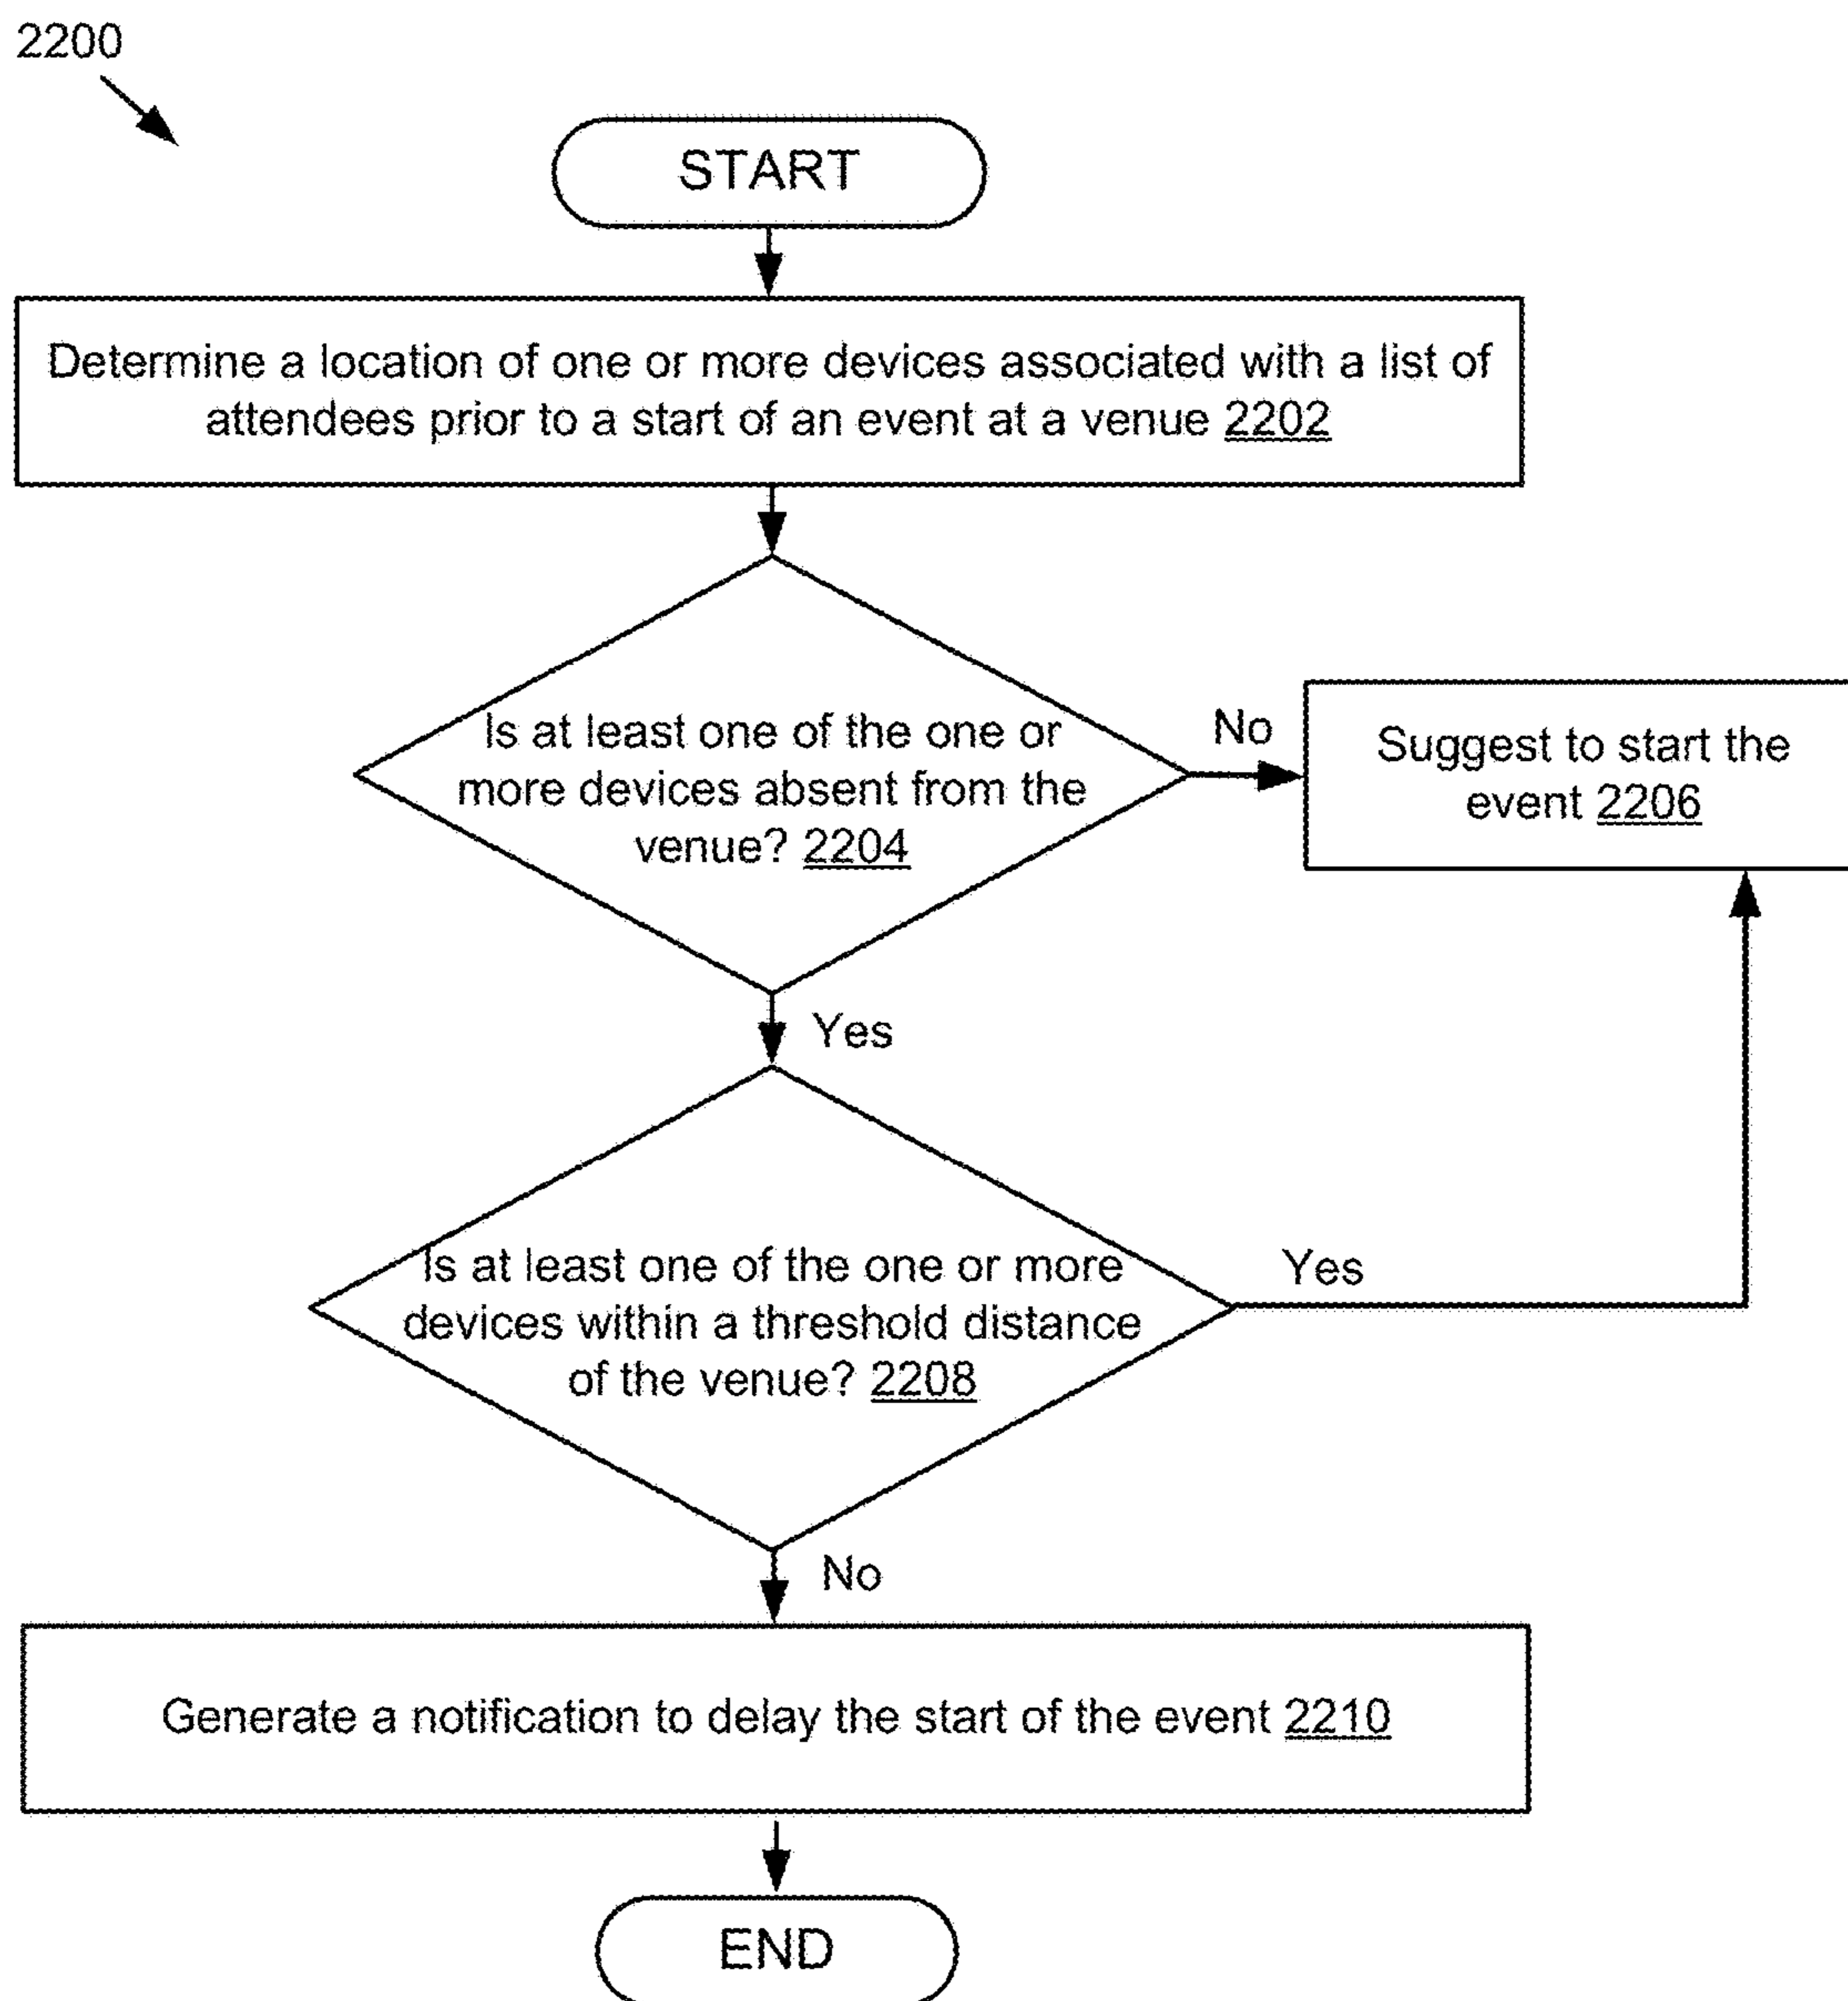 2200
START
Determine a location of one or more devices associated with a list of
attendees prior to a start of an event at a venue 2202
Is at least one of the one or
more devices absent from the
venue? 2204
No
Suggest to start the
event 2206
Yes
Is at least one of the one or more
devices within a threshold distance
of the venue? 2208
Yes
No
Generate a notification to delay the start of the event 2210
END